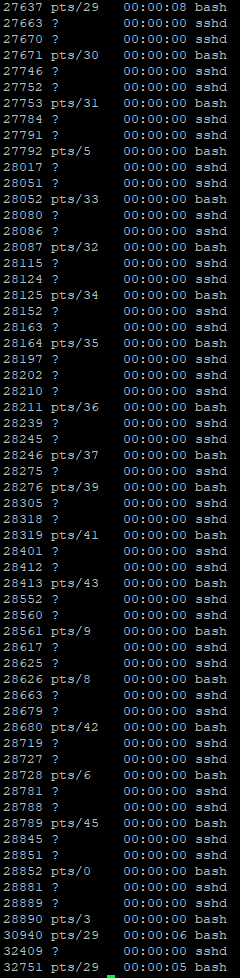 27637 pts/29   00:00:08 bash
27663 ?        00:00:00 sshd
27670 ?        00:00:00 sshd
27671 pts/30   00:00:00 bash
27746 ?        00:00:00 sshd
27752 ?        00:00:00 sshd
27753 pts/31   00:00:00 bash
27784 ?        00:00:00 sshd
27791 ?        00:00:00 sshd
27792 pts/5    00:00:00 bash
28017 ?        00:00:00 sshd
28051 ?        00:00:00 sshd
28052 pts/33   00:00:00 bash
28080 ?        00:00:00 sshd
28086 ?        00:00:00 sshd
28087 pts/32   00:00:00 bash
28115 ?        00:00:00 sshd
28124 ?        00:00:00 sshd
28125 pts/34   00:00:00 bash
28152 ?        00:00:00 sshd
28163 ?        00:00:00 sshd
28164 pts/35   00:00:00 bash
28197 ?        00:00:00 sshd
28202 ?        00:00:00 sshd
28210 ?        00:00:00 sshd
28211 pts/36   00:00:00 bash
28239 ?        00:00:00 sshd
28245 ?        00:00:00 sshd
28246 pts/37   00:00:00 bash
28275 ?        00:00:00 sshd
28276 pts/39   00:00:00 bash
28305 ?        00:00:00 sshd
28318 ?        00:00:00 sshd
28319 pts/41   00:00:00 bash
28401 ?        00:00:00 sshd
28412 ?        00:00:00 sshd
28413 pts/43   00:00:00 bash
28552 ?        00:00:00 sshd
28560 ?        00:00:00 sshd
28561 pts/9    00:00:00 bash
28617 ?        00:00:00 sshd
28625 ?        00:00:00 sshd
28626 pts/8    00:00:00 bash
28663 ?        00:00:00 sshd
28679 ?        00:00:00 sshd
28680 pts/42   00:00:00 bash
28719 ?        00:00:00 sshd
28727 ?        00:00:00 sshd
28728 pts/6    00:00:00 bash
28781 ?        00:00:00 sshd
28788 ?        00:00:00 sshd
28789 pts/45   00:00:00 bash
28845 ?        00:00:00 sshd
28851 ?        00:00:00 sshd
28852 pts/0    00:00:00 bash
28881 ?        00:00:00 sshd
28889 ?        00:00:00 sshd
28890 pts/3    00:00:00 bash
30940 pts/29   00:00:06 bash
32409 ?        00:00:00 sshd
32751 pts/29   00:00:05 bash